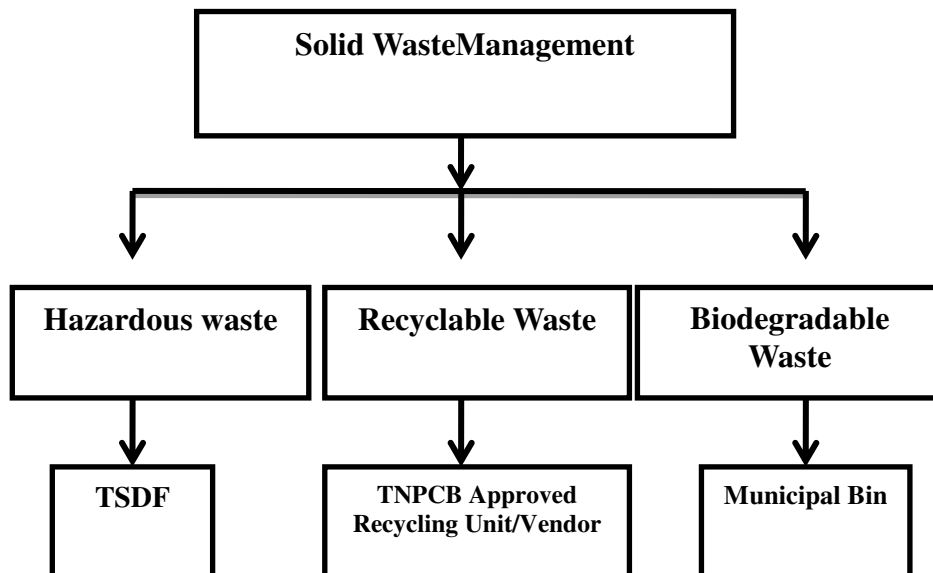 Solid WasteManagement
Hazardous waste
Recyclable Waste
Biodegradable
Waste
TSDF
TNPCB Approved
Recycling Unit/Vendor
Municipal Bin